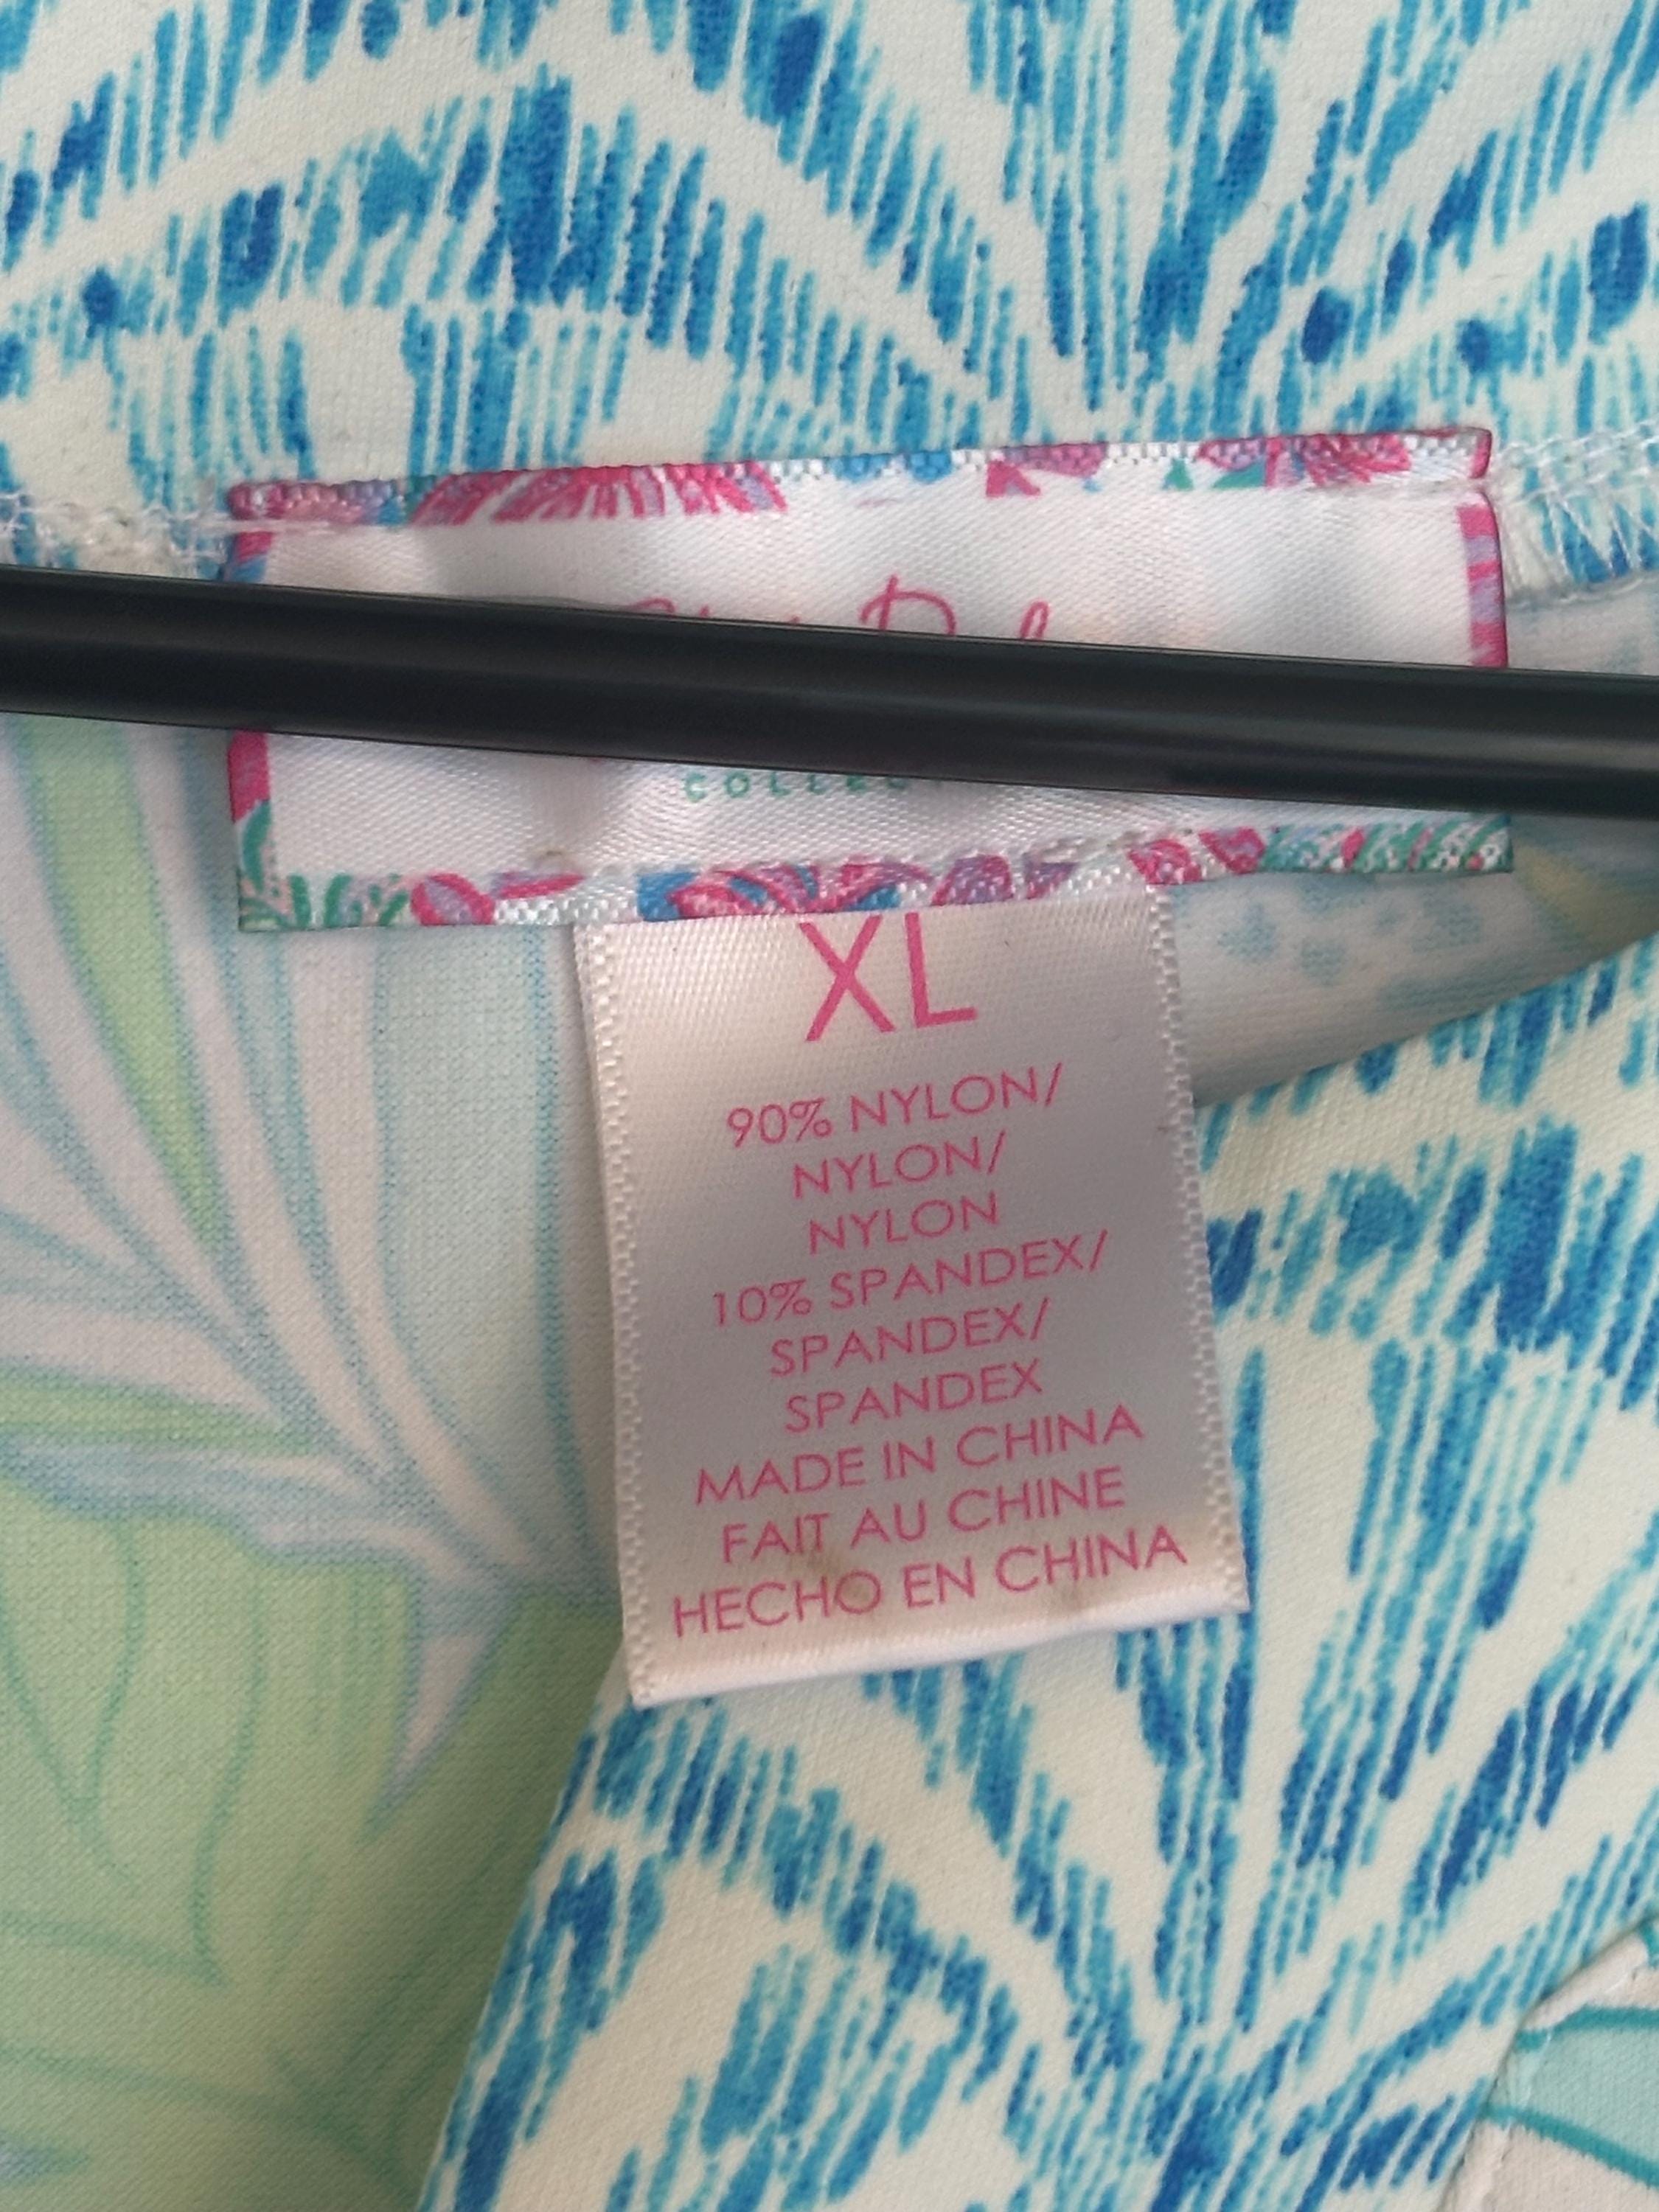 XL
90% NYLON/
NYLON/
NYLON
10% SPANDEX/
SPANDEX/
SPANDEX
MADE IN CHINA
FAIT AU CHINE
HECHO EN CHINA